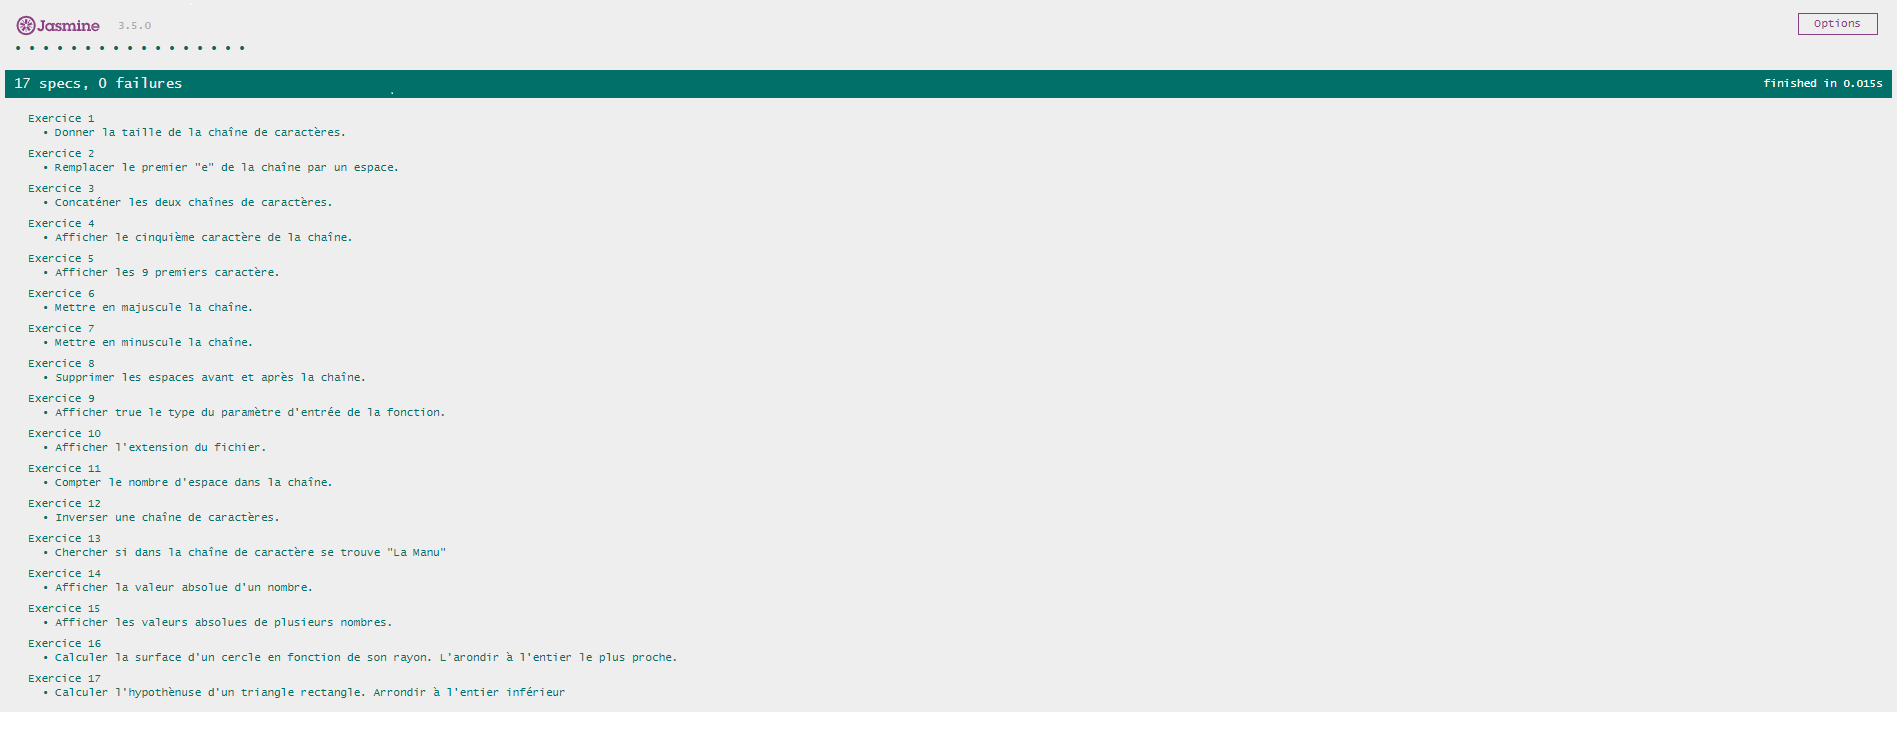 Jasmine 3.5.0 Options
• • • • • • • • • • • • • • • • •
17 specs, 0 failures finished in 0.015s
Exercice 1
• Donner la taille de la chaîne de caractères.
Exercice 2
• Remplacer le premier "e" de la chaîne par un espace.
Exercice 3
• Concaténer les deux chaînes de caractères.
Exercice 4
• Afficher le cinquième caractère de la chaîne.
Exercice 5
• Afficher les 9 premiers caractère.
Exercice 6
• Mettre en majuscule la chaîne.
Exercice 7
• Mettre en minuscule la chaîne.
Exercice 8
• Supprimer les espaces avant et après la chaîne.
Exercice 9
• Afficher true le type du paramètre d'entrée de la fonction.
Exercice 10
• Afficher l'extension du fichier.
Exercice 11
• Compter le nombre d'espace dans la chaîne.
Exercice 12
• Inverser une chaîne de caractères.
Exercice 13
• Chercher si dans la chaîne de caractère se trouve "La Manu"
Exercice 14
• Afficher la valeur absolue d'un nombre.
Exercice 15
• Afficher les valeurs absolues de plusieurs nombres.
Exercice 16
• Calculer la surface d'un cercle en fonction de son rayon. L'arondir à l'entier le plus proche.
Exercice 17
• Calculer l'hypothènuse d'un triangle rectangle. Arrondir à l'entier inférieur